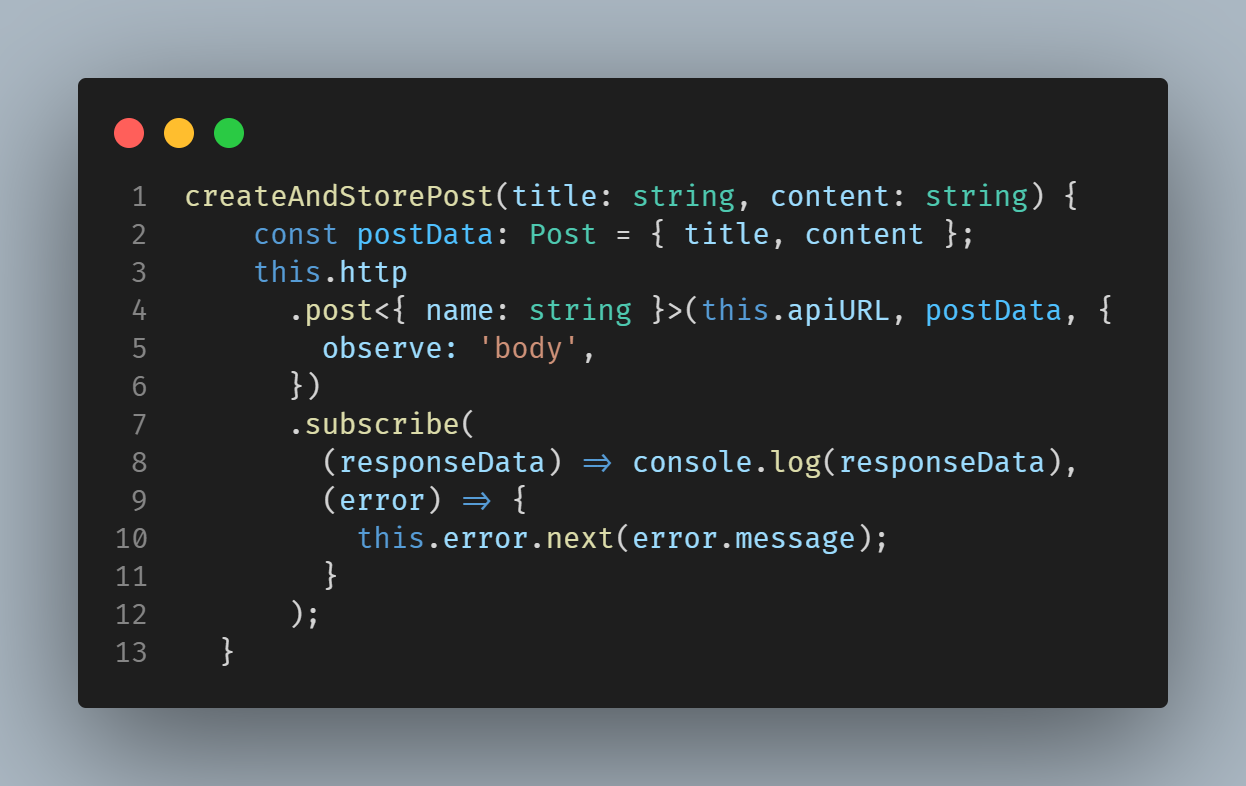 1 createAndStorePost(title: string, content: string) {
2     const postData: Post = { title, content };
3     this.http
4       .post<{ name: string }>(this.apiURL, postData, {
5         observe: 'body',
6       })
7       .subscribe(
8         (responseData) => console.log(responseData),
9         (error) => {
10           this.error.next(error.message);
11         }
12       );
13   }